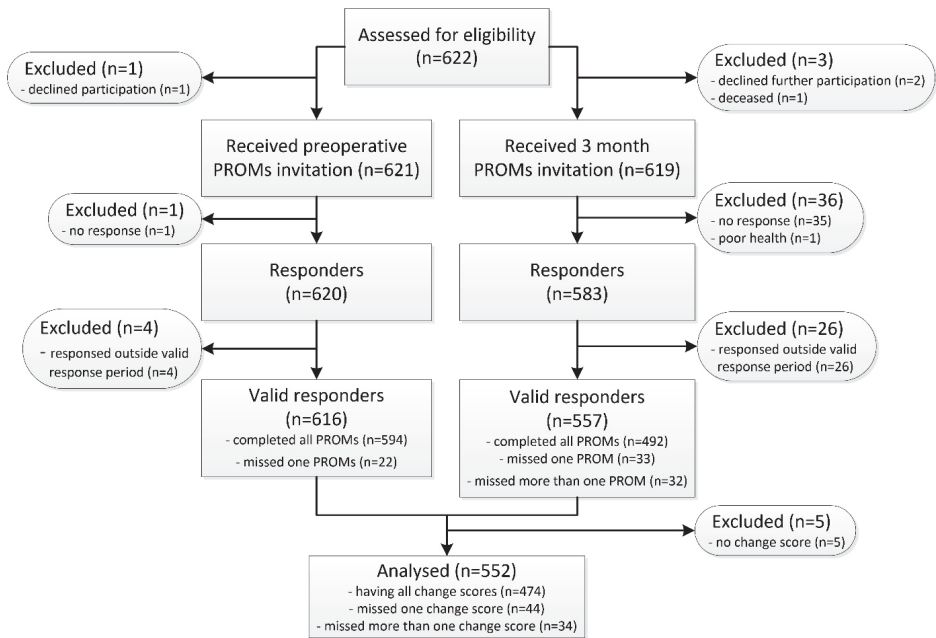 Assessed for eligibility
(n=622)
Excluded (n=1)
- declined participation (n=1)
Excluded (n=3)
- declined further participation (n=2)
- deceased (n=1)
Received preoperative
PROMs invitation (n=621)
Received 3 month
PROMs invitation (n=619)
Excluded (n=1)
- no response (n=1)
Excluded (n=36)
- no response (n=35)
- poor health (n=1)
Responders
(n=620)
Responders
(n=583)
Excluded (n=4)
- responsed outside valid
response period (n=4)
Excluded (n=26)
- responsed outside valid
response period (n=26)
Valid responders
(n=616)
- completed all PROMs (n=594)
- missed one PROMs (n=22)
Valid responders
(n=557)
- completed all PROMs (n=492)
- missed one PROM (n=33)
- missed more than one PROM (n=32)
Excluded (n=5)
- no change score (n=5)
Analysed (n=552)
- having all change scores (n=474)
- missed one change score (n=44)
- missed more than one change score (n=34)